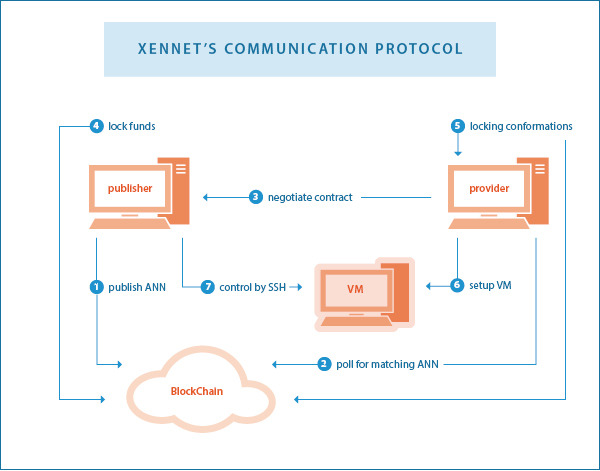 XENNET'S COMMUNICATION PROTOCOL
4 lock funds
5 locking conformations
publisher
provider
3 negotiate contract
1 publish ANN
7 control by SSH
VM
6 setup VM
2 poll for matching ANN
BlockChain